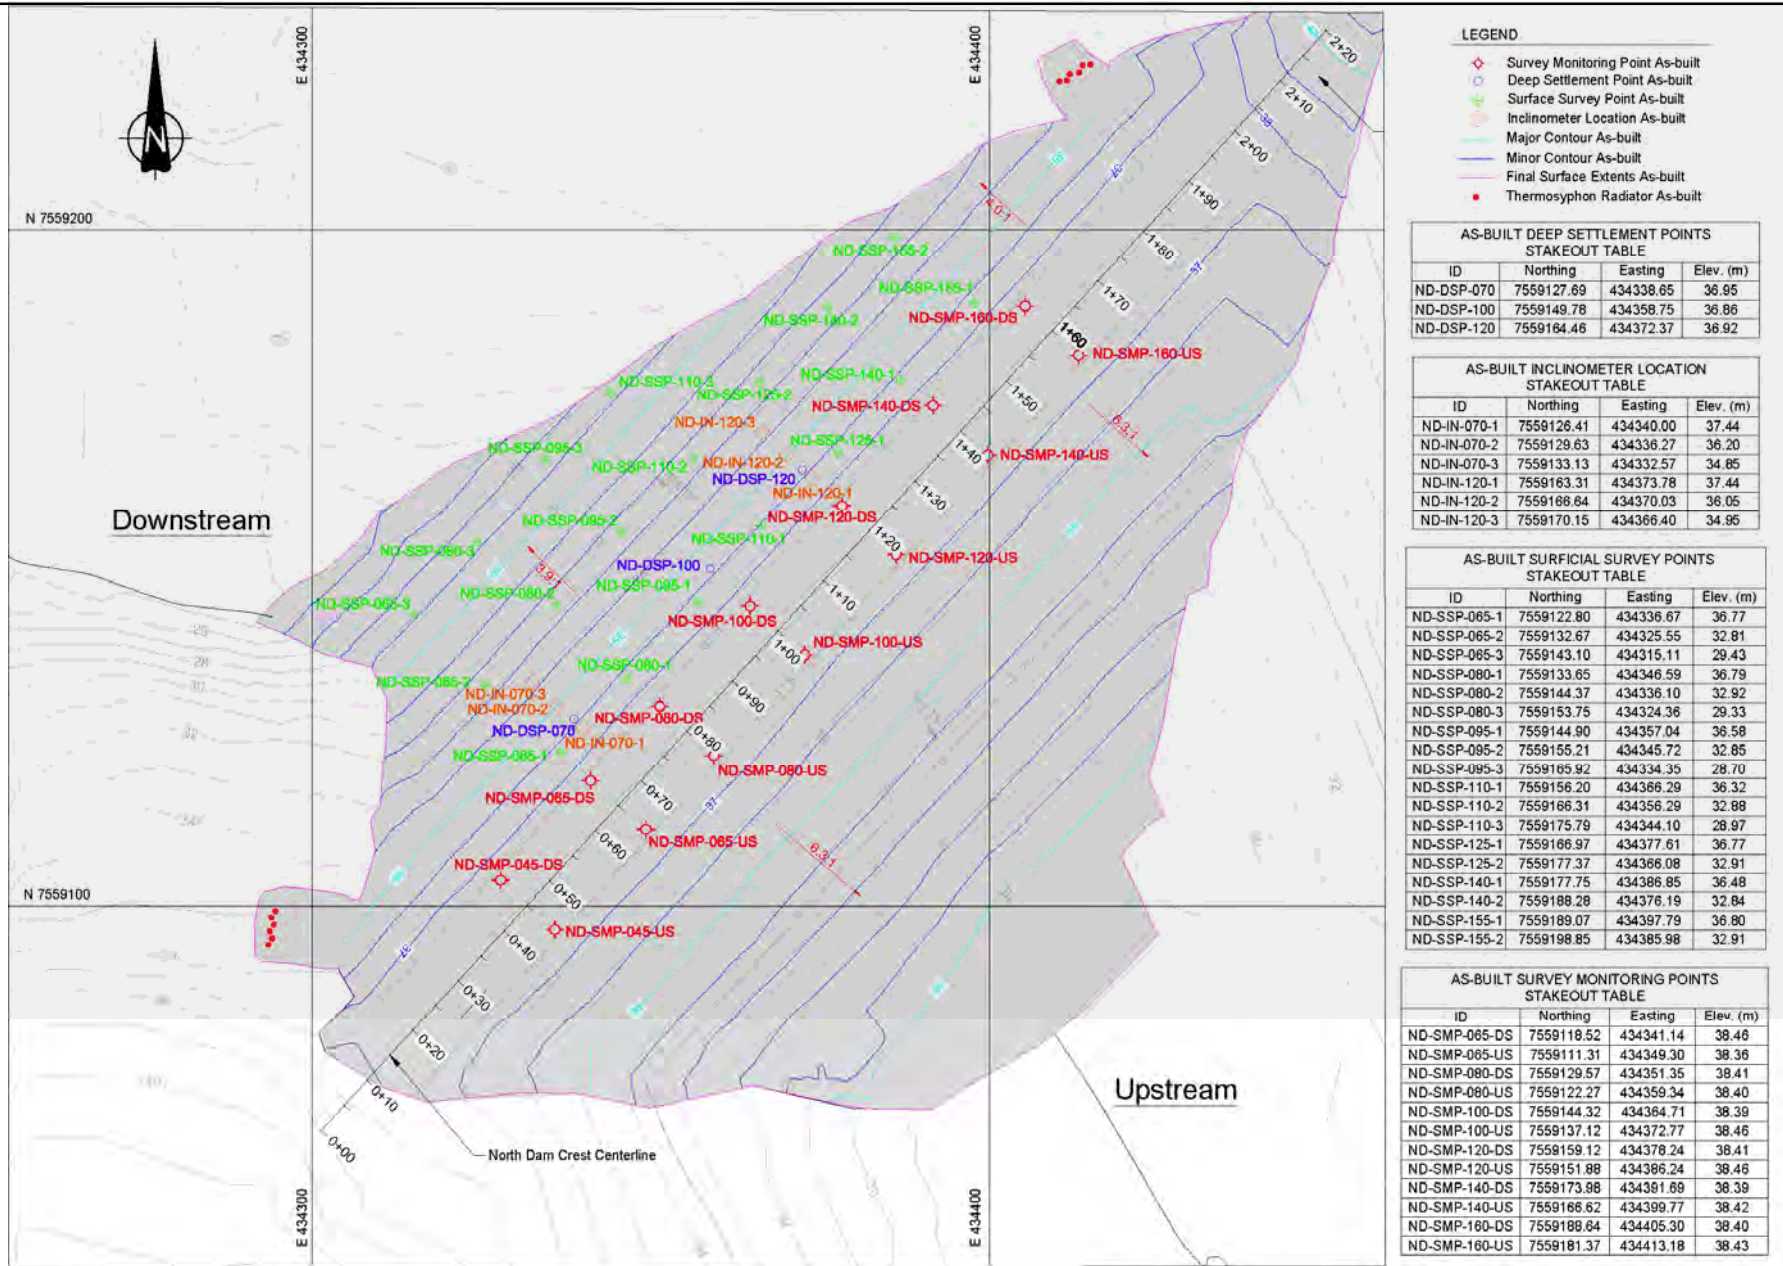 E 434300
E 434400
N
N 7559200
N 7559100
Downstream
Upstream
2+20
2+10
38
2+00
37
1+90
4.0:1
1+80
37
1+70
1+60
1+50
1+40
1+30
1+20
1+10
1+00
0+90
0+80
0+70
0+60
0+50
0+40
0+30
0+20
0+10
0+00
37
37
3.9:1
6.3:1
6.3:1
ND-SSP-155-2
ND-SSP-155-1
ND-SMP-160-DS
ND-SSP-140-2
ND-SMP-160-US
ND-SSP-110-3
ND-SSP-140-1
ND-SSP-125-2
ND-SMP-140-DS
ND-IN-120-3
ND-SSP-125-1
ND-SSP-095-3
ND-SMP-140-US
ND-SSP-110-2
ND-IN-120-2
ND-DSP-120
ND-IN-120-1
ND-SMP-120-DS
ND-SSP-095-2
ND-SSP-110-1
ND-SSP-080-3
ND-SMP-120-US
ND-DSP-100
ND-SSP-095-1
ND-SSP-080-2
ND-SSP-065-3
ND-SMP-100-DS
ND-SMP-100-US
ND-SSP-080-1
ND-SSP-065-2
ND-IN-070-3
ND-IN-070-2
ND-SMP-080-DS
ND-DSP-070
ND-IN-070-1
ND-SSP-065-1
ND-SMP-080-US
ND-SMP-065-DS
ND-SMP-065-US
ND-SMP-045-DS
ND-SMP-045-US
North Dam Crest Centerline
E 434300
E 434400
LEGEND
Survey Monitoring Point As-built
Deep Settlement Point As-built
Surface Survey Point As-built
Inclinometer Location As-built
Major Contour As-built
Minor Contour As-built
Final Surface Extents As-built
Thermosyphon Radiator As-built
AS-BUILT DEEP SETTLEMENT POINTS
STAKEOUT TABLE
ID Northing Easting Elev. (m)
ND-DSP-070 7559127.69 434338.65 36.95
ND-DSP-100 7559149.78 434358.75 36.86
ND-DSP-120 7559164.46 434372.37 36.92
AS-BUILT INCLINOMETER LOCATION
STAKEOUT TABLE
ID Northing Easting Elev. (m)
ND-IN-070-1 7559126.41 434340.00 37.44
ND-IN-070-2 7559129.63 434336.27 36.20
ND-IN-070-3 7559133.13 434332.57 34.85
ND-IN-120-1 7559163.31 434373.78 37.44
ND-IN-120-2 7559166.64 434370.03 36.05
ND-IN-120-3 7559170.15 434366.40 34.95
AS-BUILT SURFICIAL SURVEY POINTS
STAKEOUT TABLE
ID Northing Easting Elev. (m)
ND-SSP-065-1 7559122.80 434336.67 36.77
ND-SSP-065-2 7559132.67 434325.55 32.81
ND-SSP-065-3 7559143.10 434315.11 29.43
ND-SSP-080-1 7559133.65 434346.59 36.79
ND-SSP-080-2 7559144.37 434336.10 32.92
ND-SSP-080-3 7559153.75 434324.36 29.33
ND-SSP-095-1 7559144.90 434357.04 36.58
ND-SSP-095-2 7559155.21 434345.72 32.85
ND-SSP-095-3 7559165.92 434334.35 28.70
ND-SSP-110-1 7559156.20 434366.29 36.32
ND-SSP-110-2 7559166.31 434356.29 32.88
ND-SSP-110-3 7559175.79 434344.10 28.97
ND-SSP-125-1 7559166.97 434377.61 36.77
ND-SSP-125-2 7559177.37 434366.08 32.91
ND-SSP-140-1 7559177.75 434386.85 36.48
ND-SSP-140-2 7559188.28 434376.19 32.84
ND-SSP-155-1 7559189.07 434397.79 36.80
ND-SSP-155-2 7559198.85 434385.98 32.91
AS-BUILT SURVEY MONITORING POINTS
STAKEOUT TABLE
ID Northing Easting Elev. (m)
ND-SMP-065-DS 7559118.52 434341.14 38.46
ND-SMP-065-US 7559111.31 434349.30 38.36
ND-SMP-080-DS 7559129.57 434351.35 38.41
ND-SMP-080-US 7559122.27 434359.34 38.40
ND-SMP-100-DS 7559144.32 434364.71 38.39
ND-SMP-100-US 7559137.12 434372.77 38.46
ND-SMP-120-DS 7559159.12 434378.24 38.41
ND-SMP-120-US 7559151.88 434386.24 38.46
ND-SMP-140-DS 7559173.98 434391.69 38.39
ND-SMP-140-US 7559166.62 434399.77 38.42
ND-SMP-160-DS 7559188.64 434405.30 38.40
ND-SMP-160-US 7559181.37 434413.18 38.43